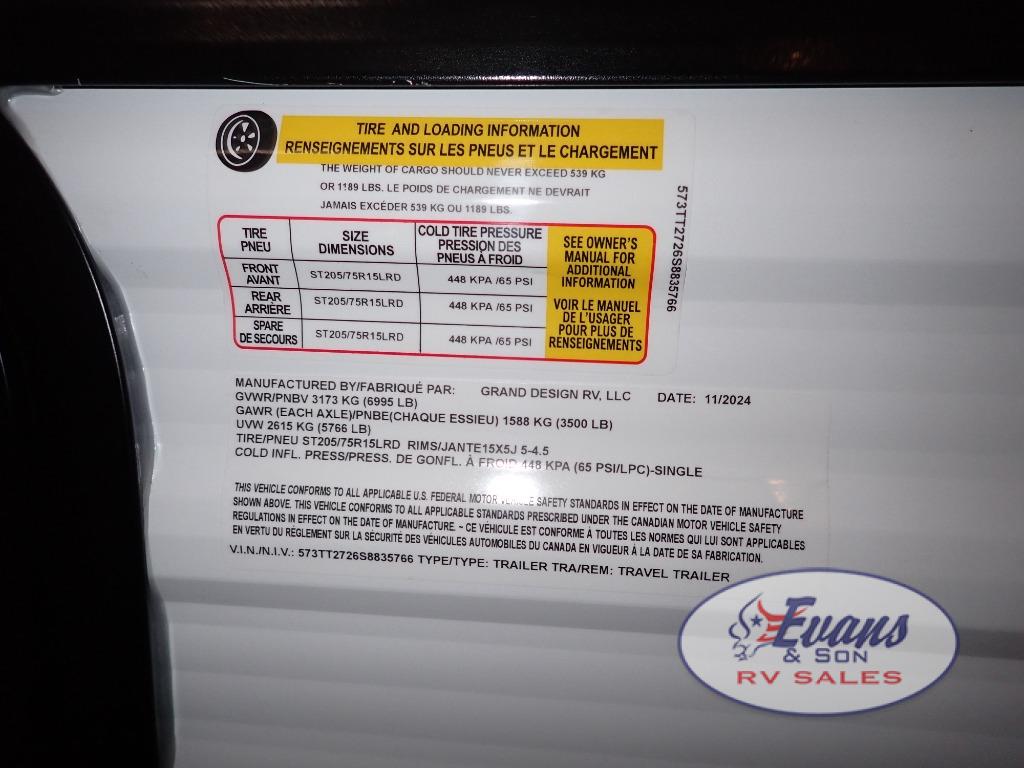 TIRE AND LOADING INFORMATION
RENSEIGNEMENTS SUR LES PNEUS ET LE CHARGEMENT
THE WEIGHT OF CARGO SHOULD NEVER EXCEED 539 KG
OR 1189 LBS. LE POIDS DE CHARGEMENT NE DEVRAIT
JAMAIS EXCÉDER 539 KG OU 1189 LBS.
TIRE
PNEU
SIZE
DIMENSIONS
COLD TIRE PRESSURE
PRESSION DES
PNEUS À FROID
FRONT
AVANT
ST205/75R15LRD
448 KPA /65 PSI
REAR
ARRIÈRE
ST205/75R15LRD
448 KPA /65 PSI
SPARE
DE SECOURS
ST205/75R15LRD
448 KPA /65 PSI
SEE OWNER'S
MANUAL FOR
ADDITIONAL
INFORMATION
VOIR LE MANUEL
DE L'USAGER
POUR PLUS DE
RENSEIGNEMENTS
573TT2726S8835766
MANUFACTURED BY/FABRIQUÉ PAR: GRAND DESIGN RV, LLC DATE: 11/2024
GVWR/PNBV 3173 KG (6995 LB)
GAWR (EACH AXLE)/PNBE(CHAQUE ESSIEU) 1588 KG (3500 LB)
UVW 2615 KG (5766 LB)
TIRE/PNEU ST205/75R15LRD RIMS/JANTE15X5J 5-4.5
COLD INFL. PRESS/PRESS. DE GONFL. À FROID 448 KPA (65 PSI/LPC)-SINGLE
THIS VEHICLE CONFORMS TO ALL APPLICABLE U.S. FEDERAL MOTOR VEHICLE SAFETY STANDARDS IN EFFECT ON THE DATE OF MANUFACTURE
SHOWN ABOVE. THIS VEHICLE CONFORMS TO ALL APPLICABLE STANDARDS PRESCRIBED UNDER THE CANADIAN MOTOR VEHICLE SAFETY
REGULATIONS IN EFFECT ON THE DATE OF MANUFACTURE. ~ CE VÉHICULE EST CONFORME À TOUTES LES NORMES QUI LUI SONT APPLICABLES
EN VERTU DU RÈGLEMENT SUR LA SÉCURITÉ DES VÉHICULES AUTOMOBILES DU CANADA EN VIGUEUR À LA DATE DE SA FABRICATION.
V.I.N./N.I.V.: 573TT2726S8835766 TYPE/TYPE: TRAILER TRA/REM: TRAVEL TRAILER
Evans
& SON
RV SALES